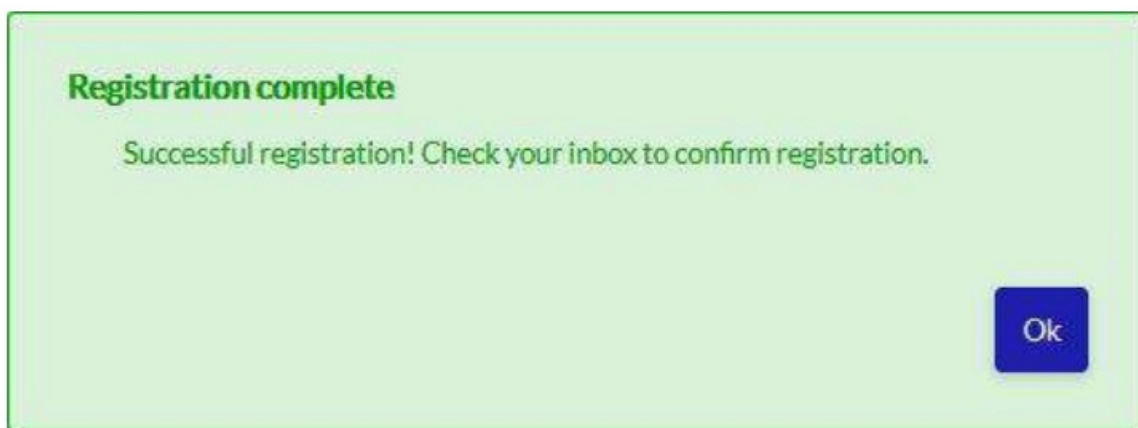 Registration complete
Successful registration! Check your inbox to confirm registration.
Ok